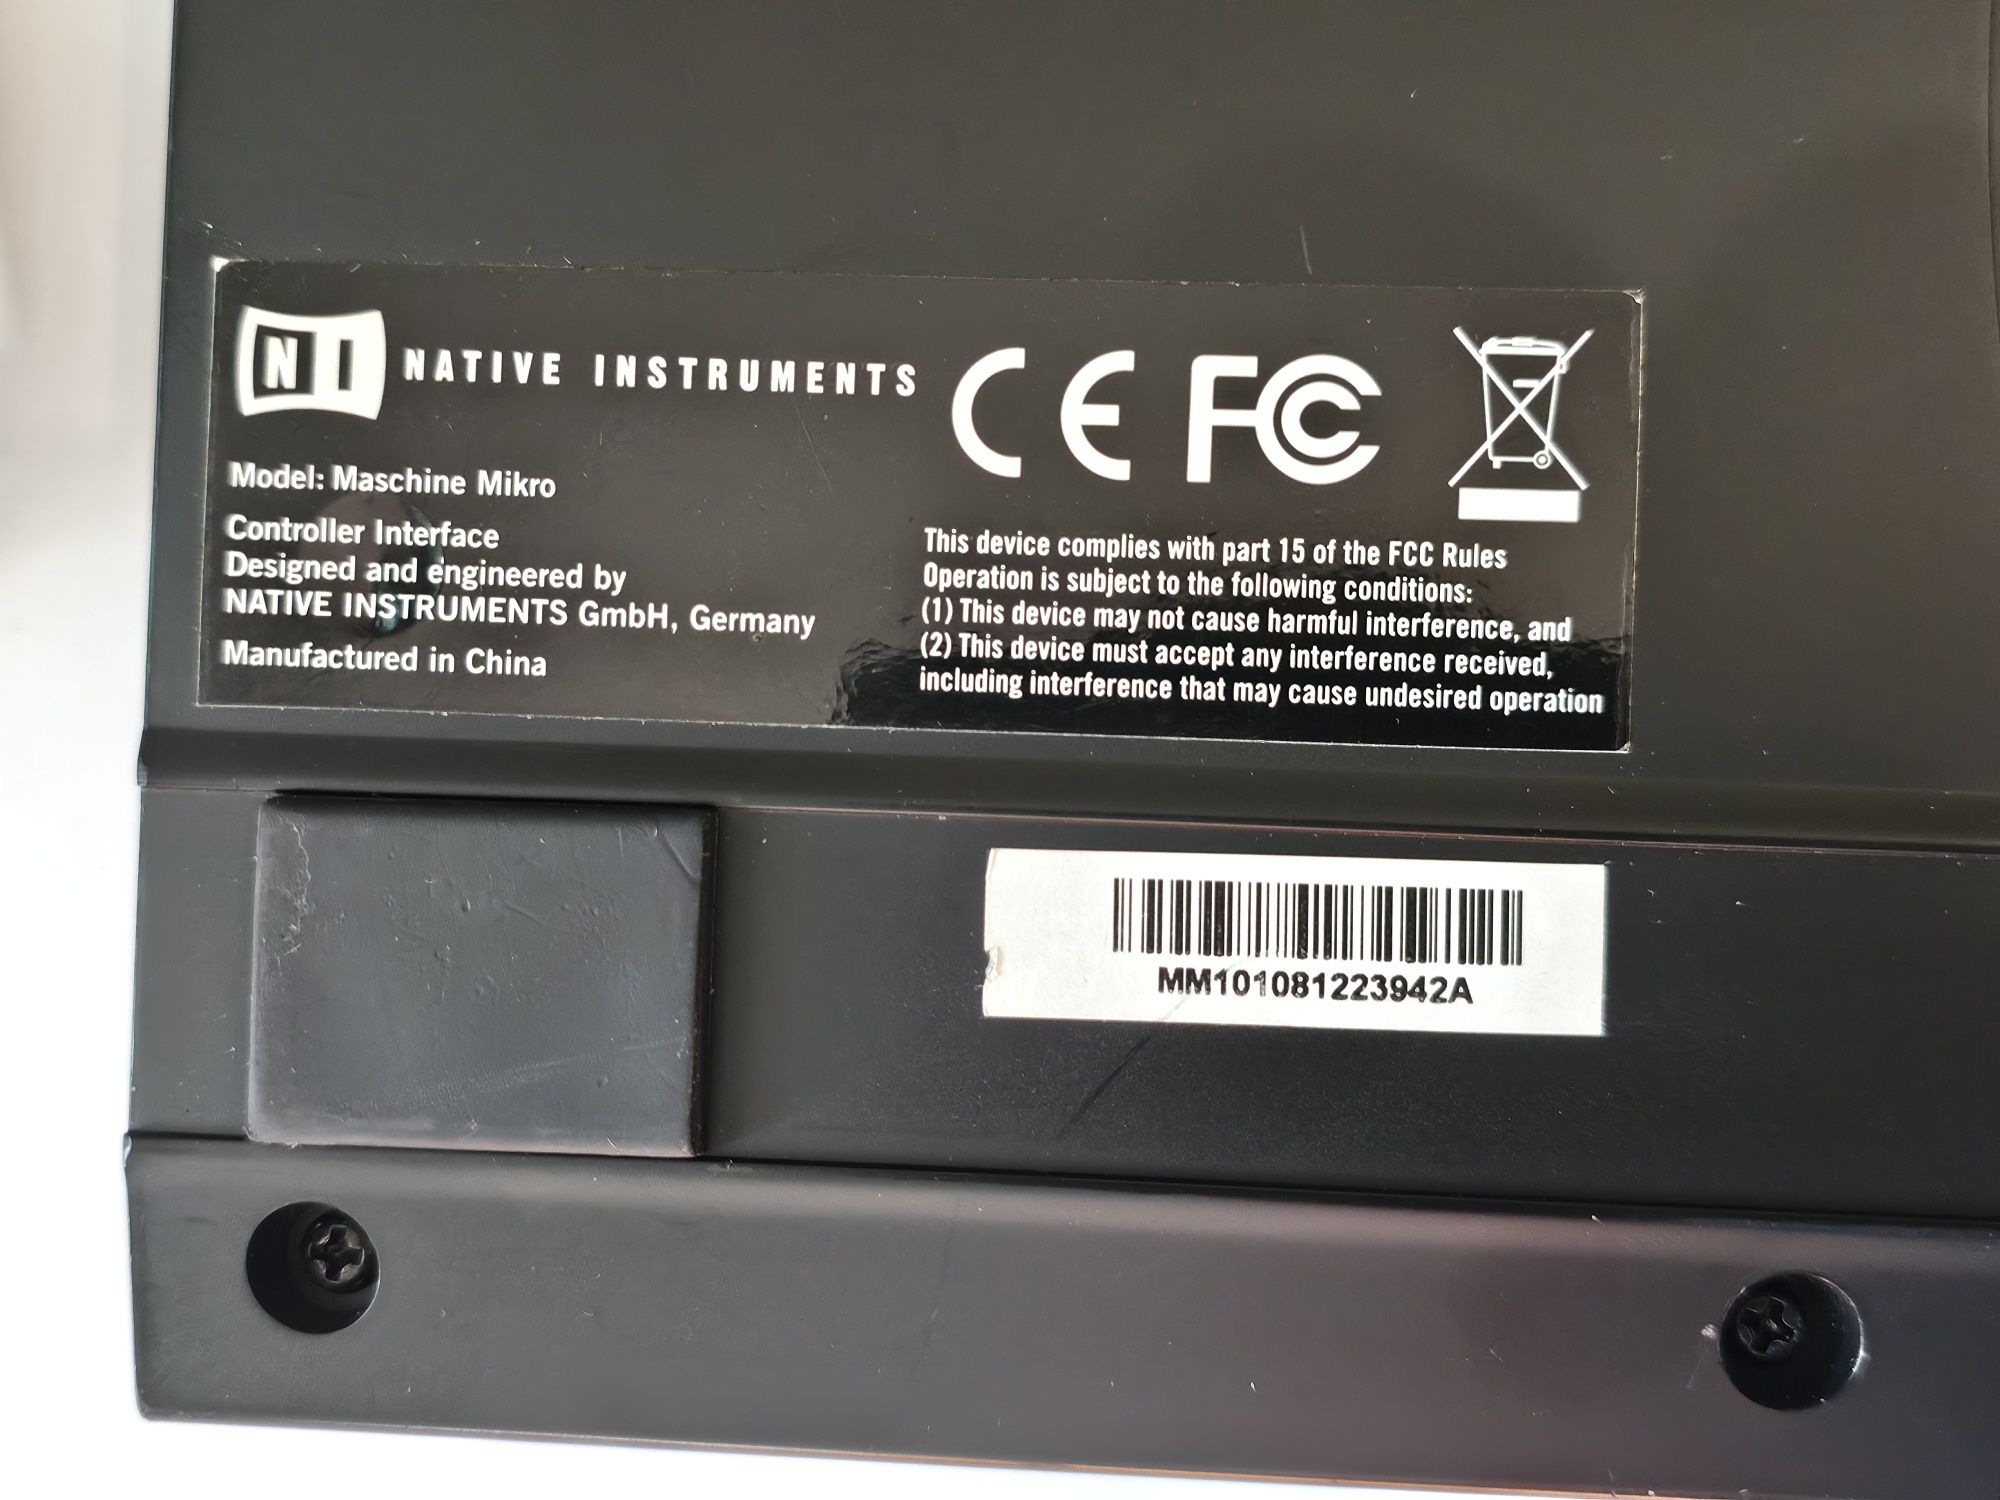 NI NATIVE INSTRUMENTS
CE FC
Model: Maschine Mikro
Controller Interface
Designed and engineered by
NATIVE INSTRUMENTS GmbH, Germany
Manufactured in China
This device complies with part 15 of the FCC Rules
Operation is subject to the following conditions:
(1) This device may not cause harmful interference, and
(2) This device must accept any interference received,
including interference that may cause undesired operation
MM101081223942A